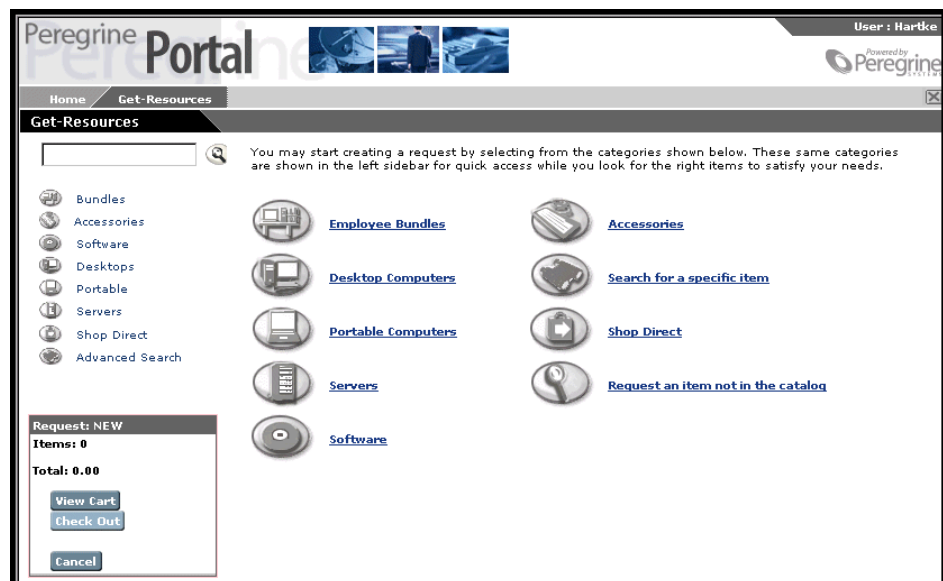 Peregrine Portal
User : Hartke
Powered by
Peregrine
SYSTEMS
Home
Get-Resources
Get-Resources
You may start creating a request by selecting from the categories shown below. These same categories
are shown in the left sidebar for quick access while you look for the right items to satisfy your needs.
Bundles
Accessories
Software
Desktops
Portable
Servers
Shop Direct
Advanced Search
Employee Bundles
Accessories
Desktop Computers
Search for a specific item
Portable Computers
Shop Direct
Servers
Request an item not in the catalog
Software
Request: NEW
Items: 0
Total: 0.00
View Cart
Check Out
Cancel